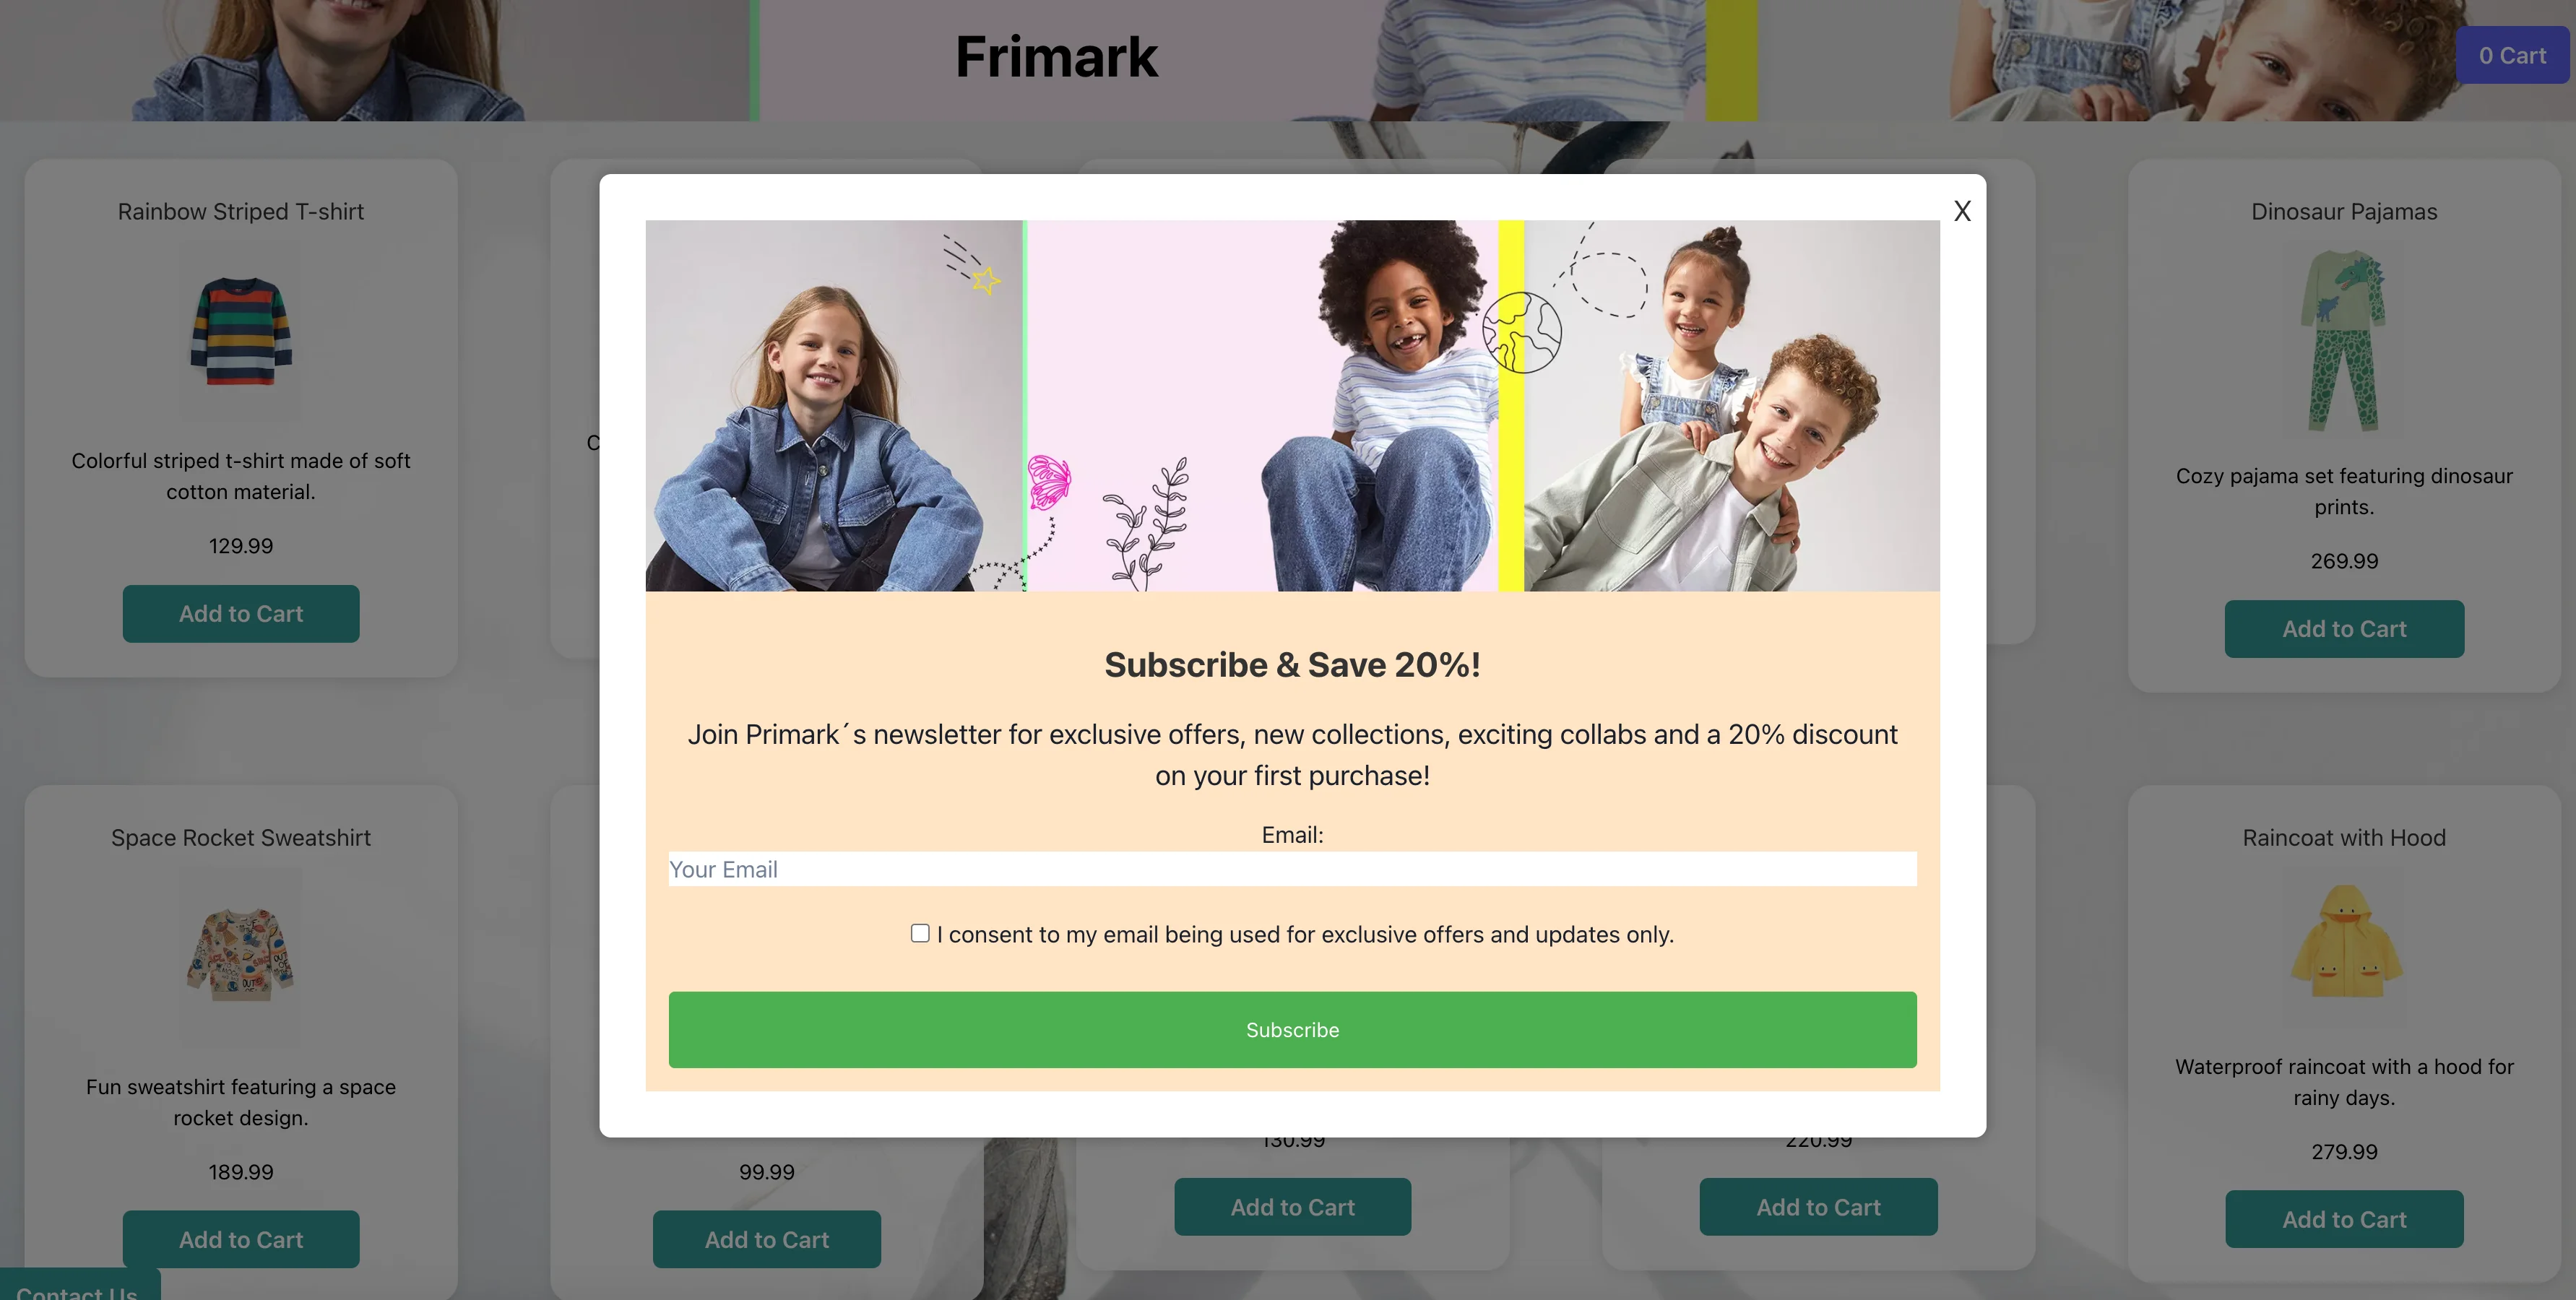 Frimark
0 Cart
Rainbow Striped T-shirt
Colorful striped t-shirt made of soft
cotton material.
129.99
Add to Cart
C
Dinosaur Pajamas
Cozy pajama set featuring dinosaur
prints.
269.99
Add to Cart
X
Subscribe & Save 20%!
Join Primark´s newsletter for exclusive offers, new collections, exciting collabs and a 20% discount
on your first purchase!
Email:
Your Email
I consent to my email being used for exclusive offers and updates only.
Subscribe
Space Rocket Sweatshirt
OUT
Fun sweatshirt featuring a space
rocket design.
189.99
Add to Cart
99.99
Add to Cart
130.99
Add to Cart
220.99
Add to Cart
Raincoat with Hood
Waterproof raincoat with a hood for
rainy days.
279.99
Add to Cart
Contact Us